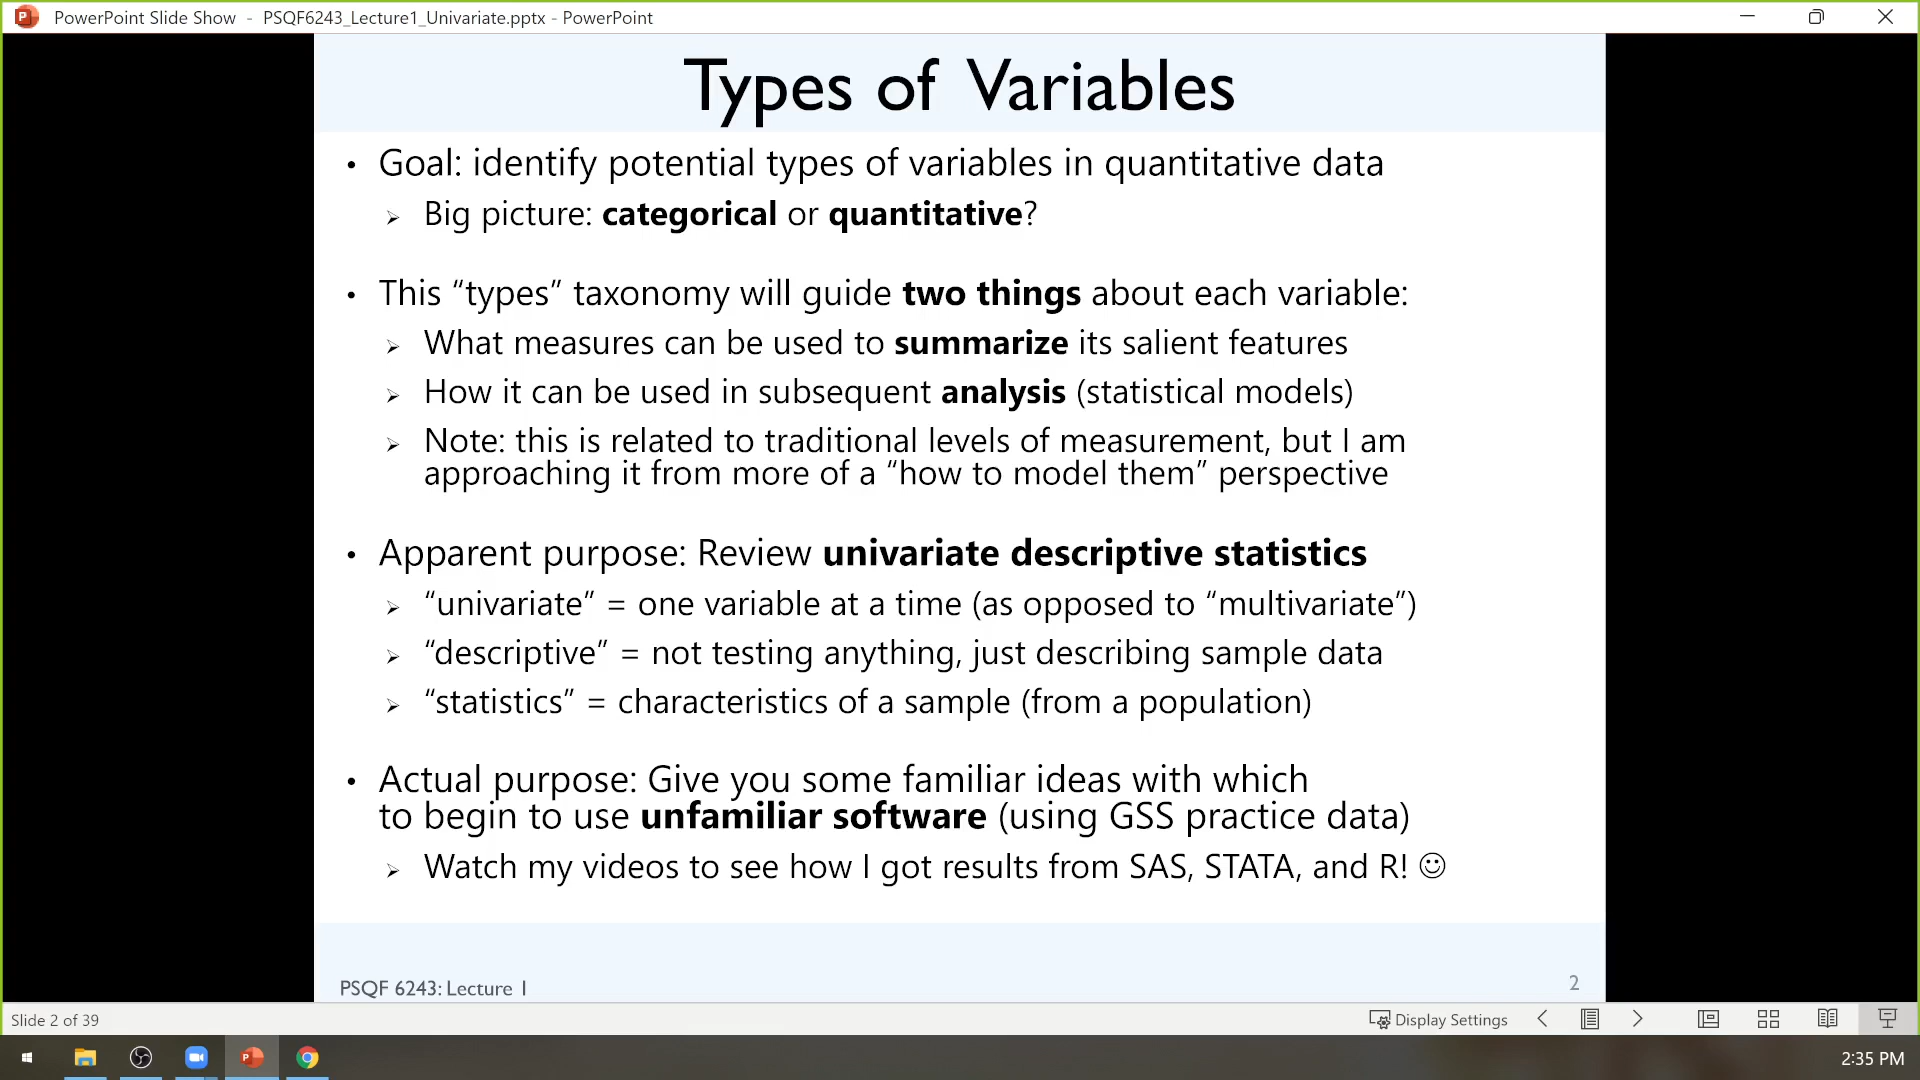 PowerPoint Slide Show - PSQF6243_Lecture1_Univariate.pptx - PowerPoint
Types of Variables
• Goal: identify potential types of variables in quantitative data
➢ Big picture: categorical or quantitative?
• This “types” taxonomy will guide two things about each variable:
➢ What measures can be used to summarize its salient features
➢ How it can be used in subsequent analysis (statistical models)
➢ Note: this is related to traditional levels of measurement, but I am
approaching it from more of a “how to model them” perspective
• Apparent purpose: Review univariate descriptive statistics
➢ “univariate” = one variable at a time (as opposed to “multivariate”)
➢ “descriptive” = not testing anything, just describing sample data
➢ “statistics” = characteristics of a sample (from a population)
• Actual purpose: Give you some familiar ideas with which
to begin to use unfamiliar software (using GSS practice data)
➢ Watch my videos to see how I got results from SAS, STATA, and R! ☺
PSQF 6243: Lecture 1
2
Slide 2 of 39
Display Settings
2:35 PM